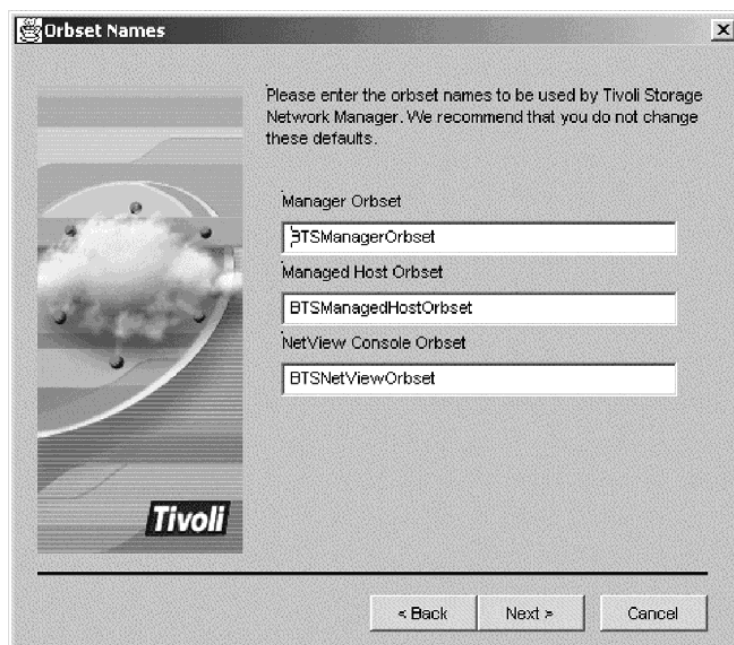 Orbset Names
Please enter the orbset names to be used by Tivoli Storage
Network Manager. We recommend that you do not change
these defaults.
Manager Orbset
BTSManagerOrbset
Managed Host Orbset
BTSManagedHostOrbset
NetView Console Orbset
BTSNetViewOrbset
Tivoli
< Back
Next >
Cancel